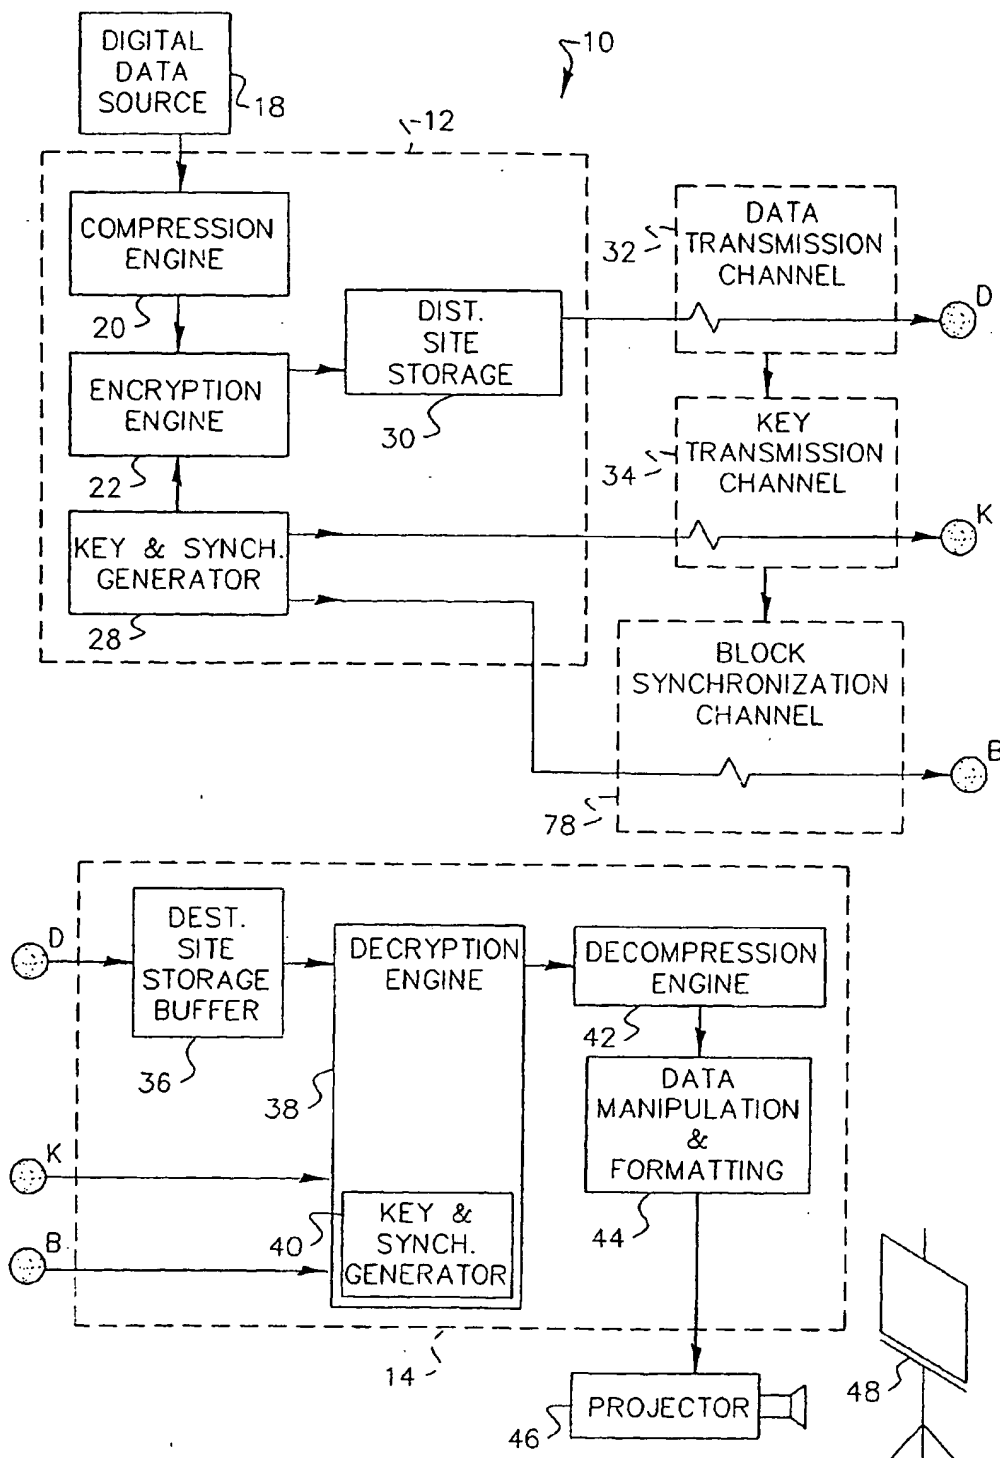 DIGITAL
DATA
SOURCE
18
10
12
COMPRESSION
ENGINE
20
ENCRYPTION
ENGINE
22
KEY & SYNCH.
GENERATOR
28
DIST.
SITE
STORAGE
30
DATA
TRANSMISSION
CHANNEL
32
D
KEY
TRANSMISSION
CHANNEL
34
K
BLOCK
SYNCHRONIZATION
CHANNEL
78
B
D
DEST.
SITE
STORAGE
BUFFER
36
DECRYPTION
ENGINE
38
K
B
40
KEY &
SYNCH.
GENERATOR
DECOMPRESSION
ENGINE
42
DATA
MANIPULATION
&
FORMATTING
44
14
PROJECTOR
46
48